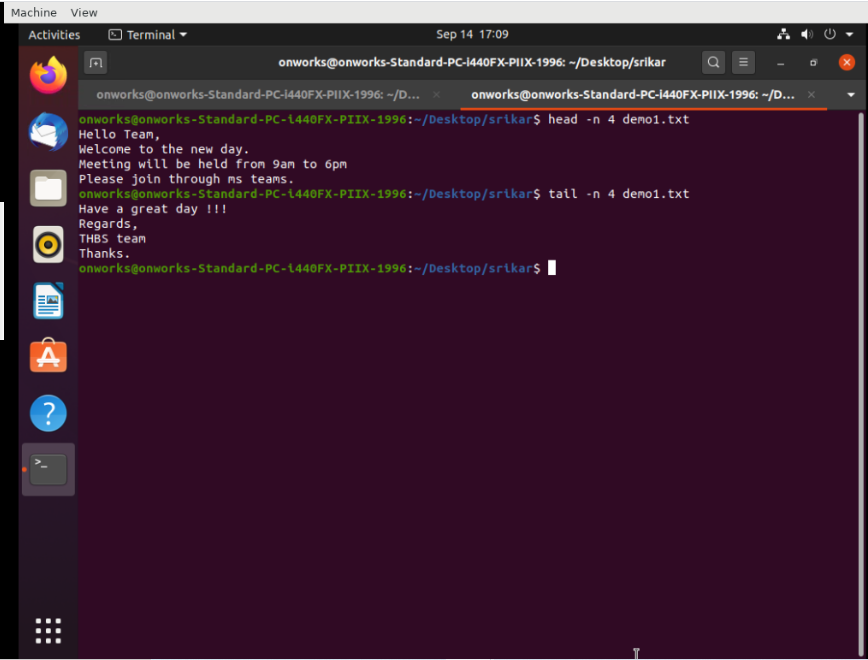 Machine View
Activities Terminal Sep 14 17:09
onworks@onworks-Standard-PC-i440FX-PIIX-1996: ~/Desktop/srikar
onworks@onworks-Standard-PC-i440FX-PIIX-1996: ~/D... onworks@onworks-Standard-PC-i440FX-PIIX-1996: ~/D...
onworks@onworks-Standard-PC-i440FX-PIIX-1996:~/Desktop/srikar$ head -n 4 demo1.txt
Hello Team,
Welcome to the new day.
Meeting will be held from 9am to 6pm
Please join through ms teams.
onworks@onworks-Standard-PC-i440FX-PIIX-1996:~/Desktop/srikar$ tail -n 4 demo1.txt
Have a great day !!!
Regards,
THBS team
Thanks.
onworks@onworks-Standard-PC-i440FX-PIIX-1996:~/Desktop/srikar$